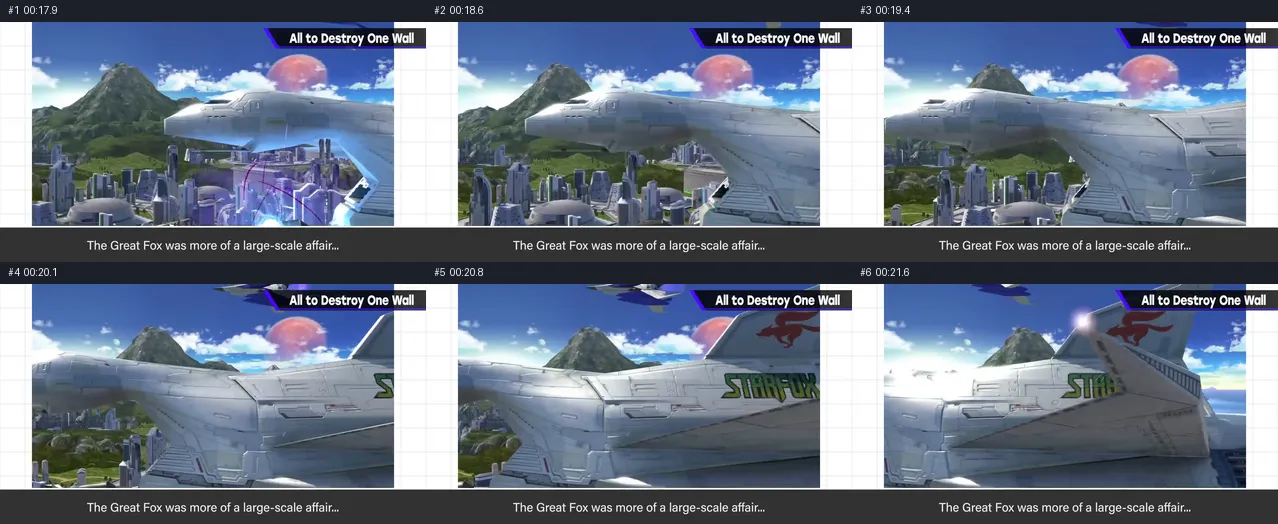 #1 00:17.9
All to Destroy One Wall
The Great Fox was more of a large-scale affair...
#2 00:18.6
All to Destroy One Wall
The Great Fox was more of a large-scale affair...
#3 00:19.4
All to Destroy One Wall
The Great Fox was more of a large-scale affair...
#4 00:20.1
All to Destroy One Wall
ST
The Great Fox was more of a large-scale affair...
#5 00:20.8
All to Destroy One Wall
STARFOX
The Great Fox was more of a large-scale affair...
#6 00:21.6
All to Destroy One Wall
STAR
The Great Fox was more of a large-scale affair...